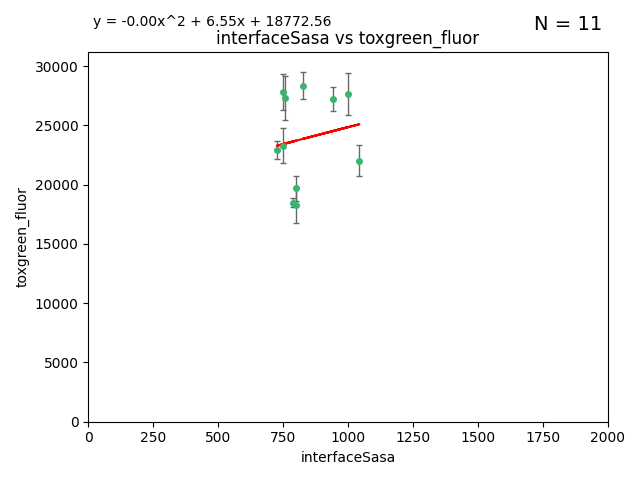 y = -0.00x^2 + 6.55x + 18772.56
N = 11
interfaceSasa vs toxgreen_fluor
30000
25000
20000
15000
10000
5000
0
toxgreen_fluor
0 250 500 750 1000 1250 1500 1750 2000
interfaceSasa